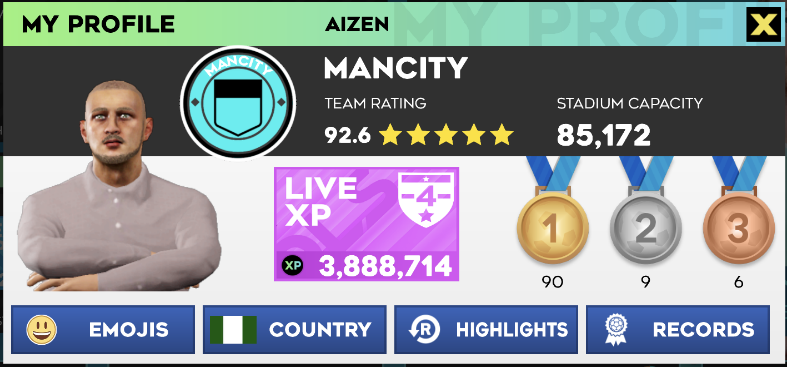 MY PROFILE
AIZEN
X
MY PROFI
MANCITY
MANCITY
TEAM RATING
92.6
STADIUM CAPACITY
85,172
LIVE
XP
4
XP 3,888,714
1
2
3
90
9
6
EMOJIS
COUNTRY
R
HIGHLIGHTS
RECORDS